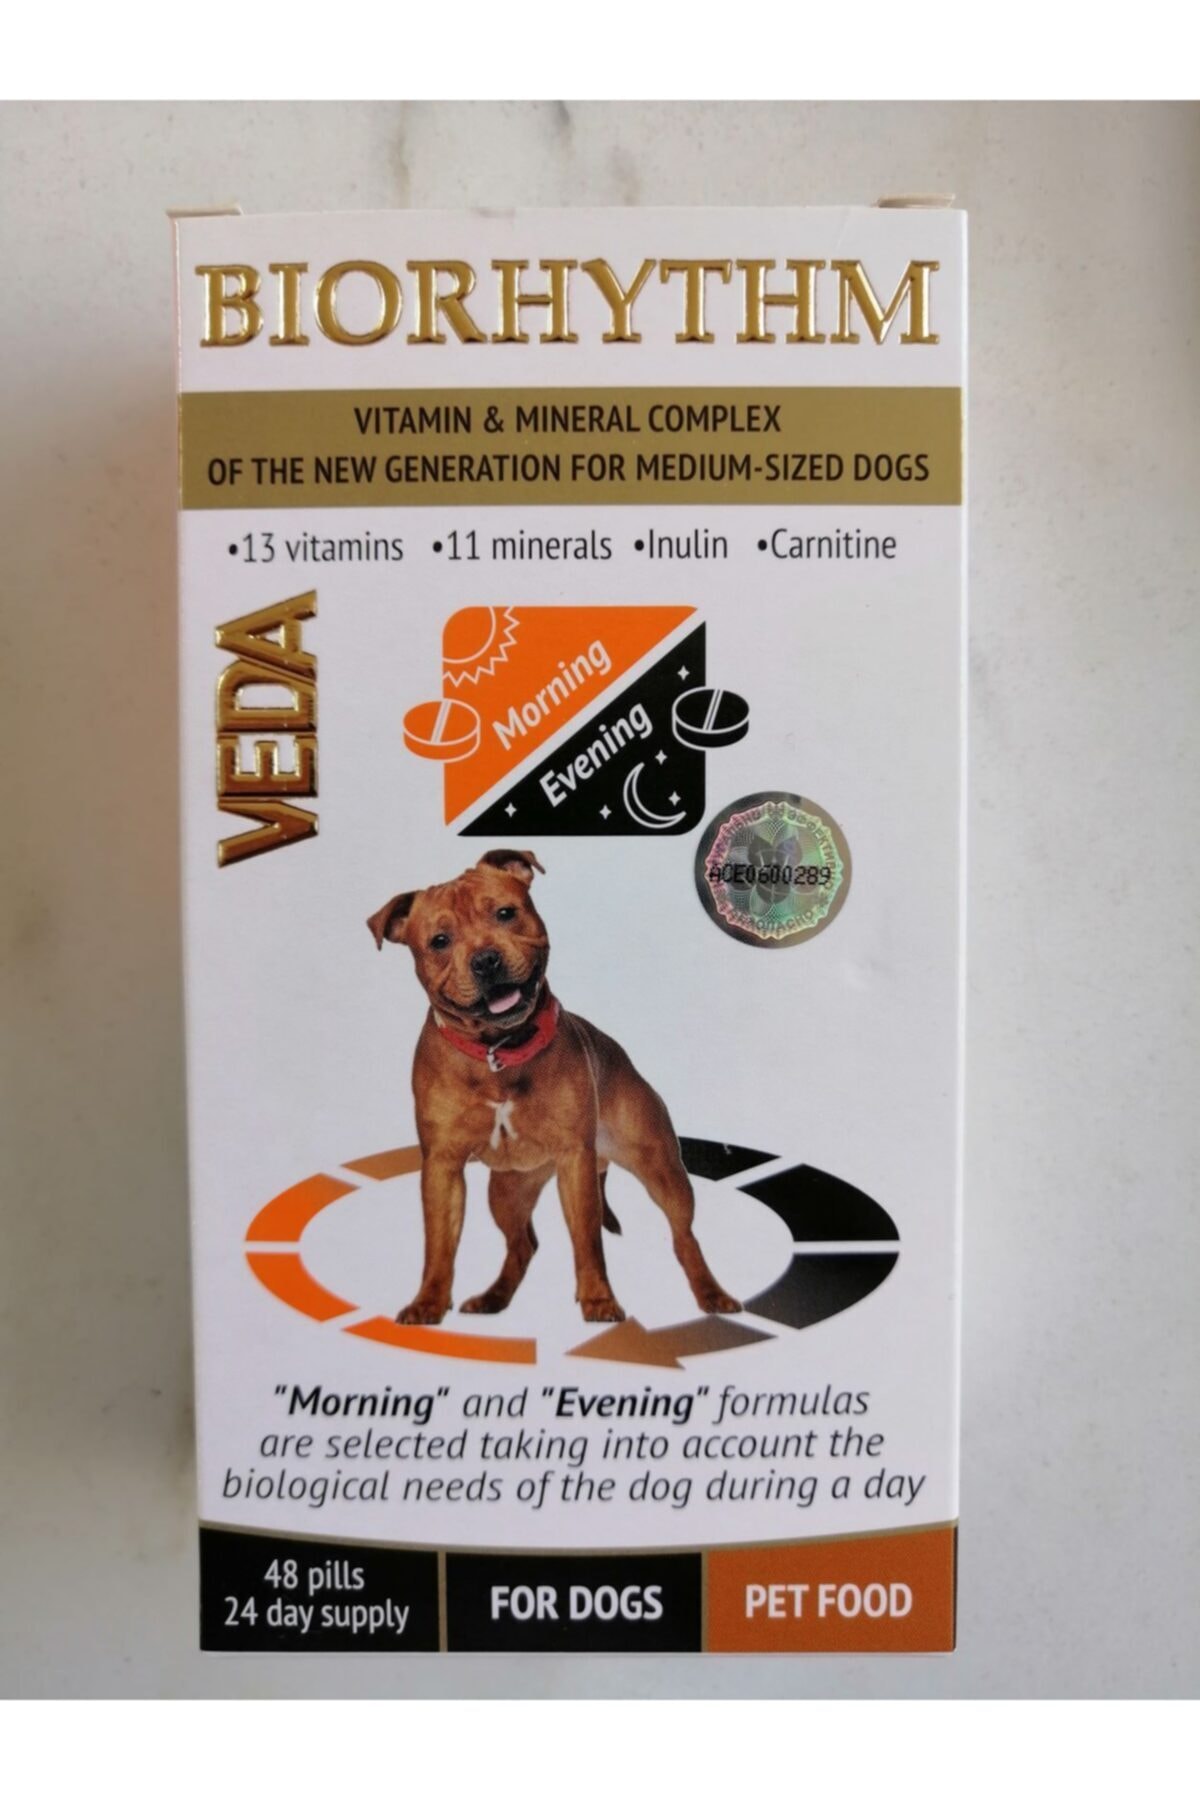 BIORHYTHM
VITAMIN & MINERAL COMPLEX
OF THE NEW GENERATION FOR MEDIUM-SIZED DOGS
•13 vitamins •11 minerals •Inulin •Carnitine
VEDA
Morning
Evening
ACE0600289
"Morning" and "Evening" formulas
are selected taking into account the
biological needs of the dog during a day
48 pills
24 day supply
FOR DOGS
PET FOOD